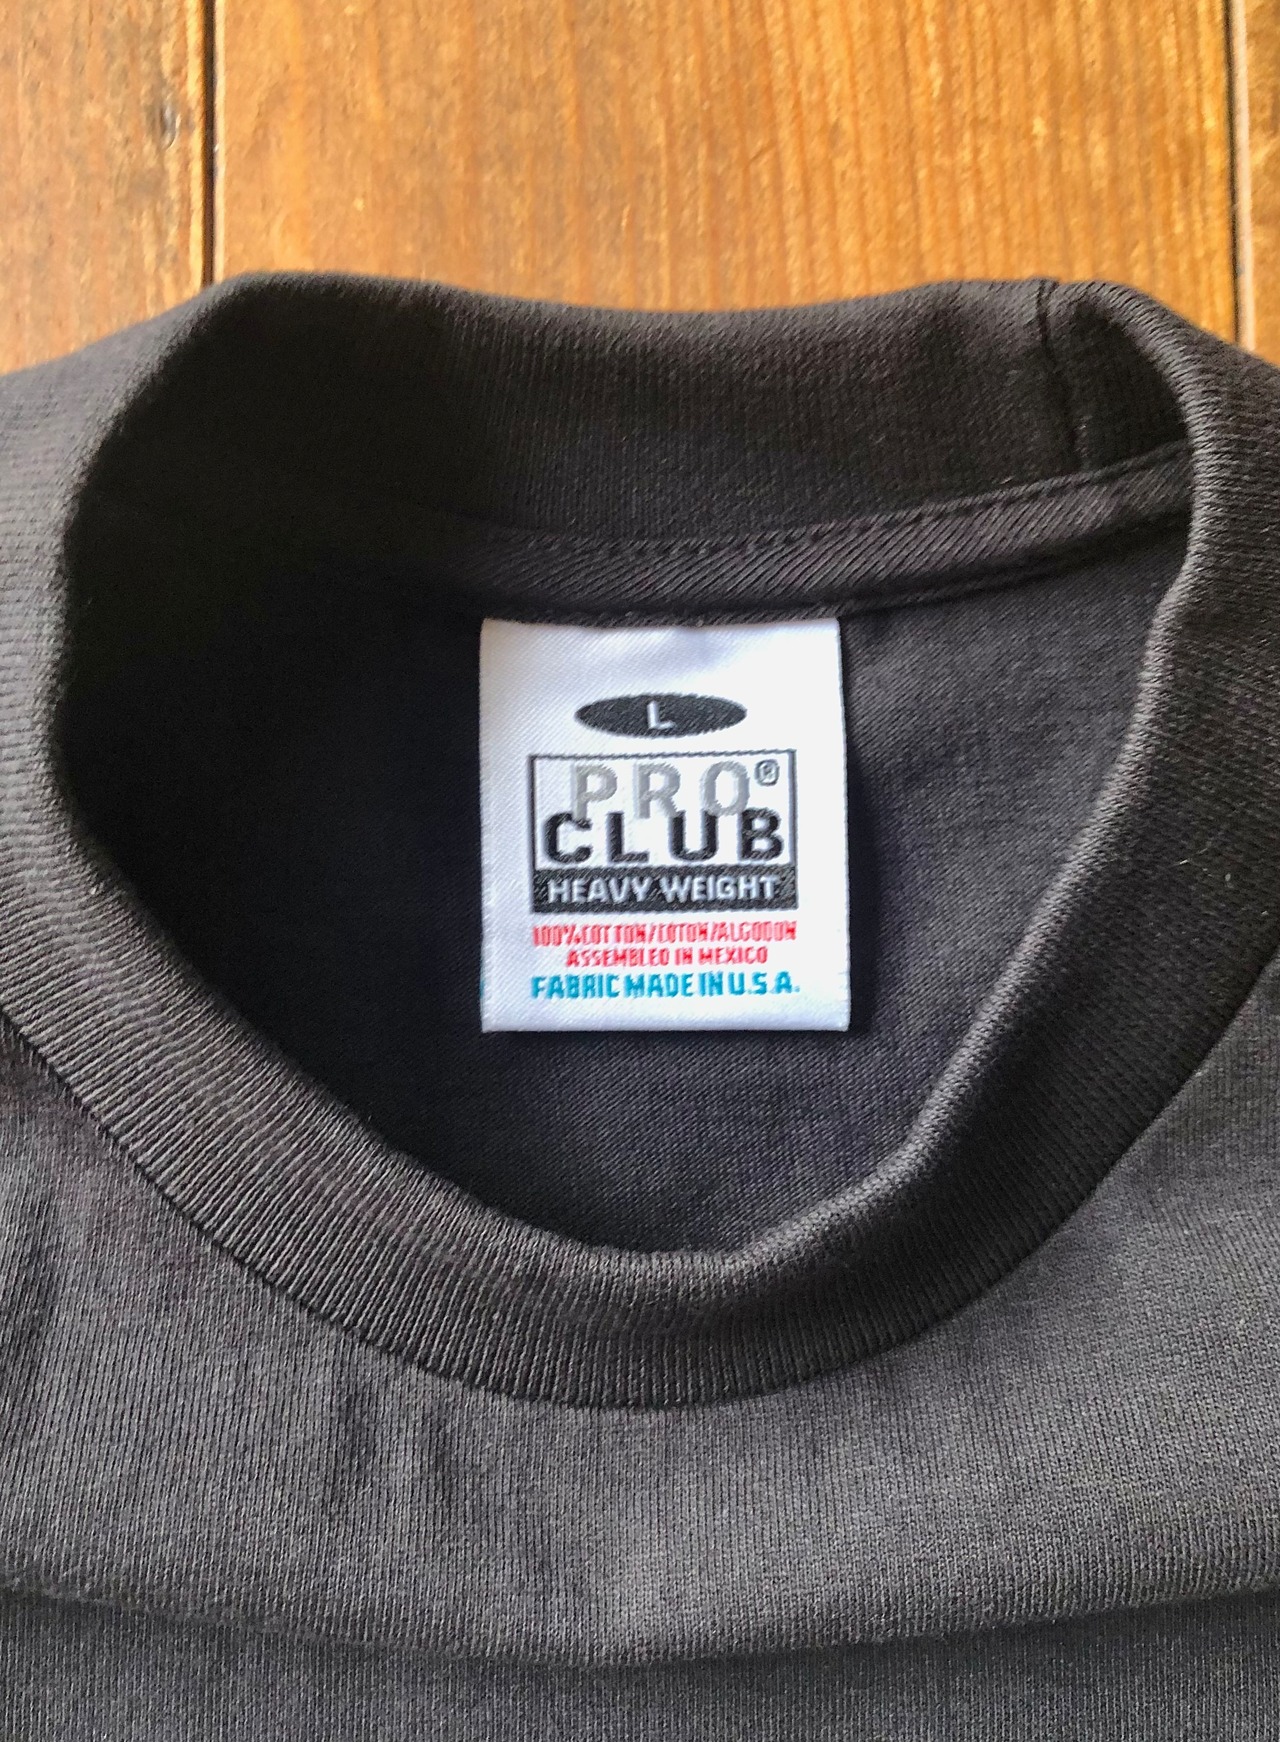 L
PRO®
CLUB
HEAVY WEIGHT
100%COTTON/COTON/ALGODON
ASSEMBLED IN MEXICO
FABRIC MADE IN U.S.A.